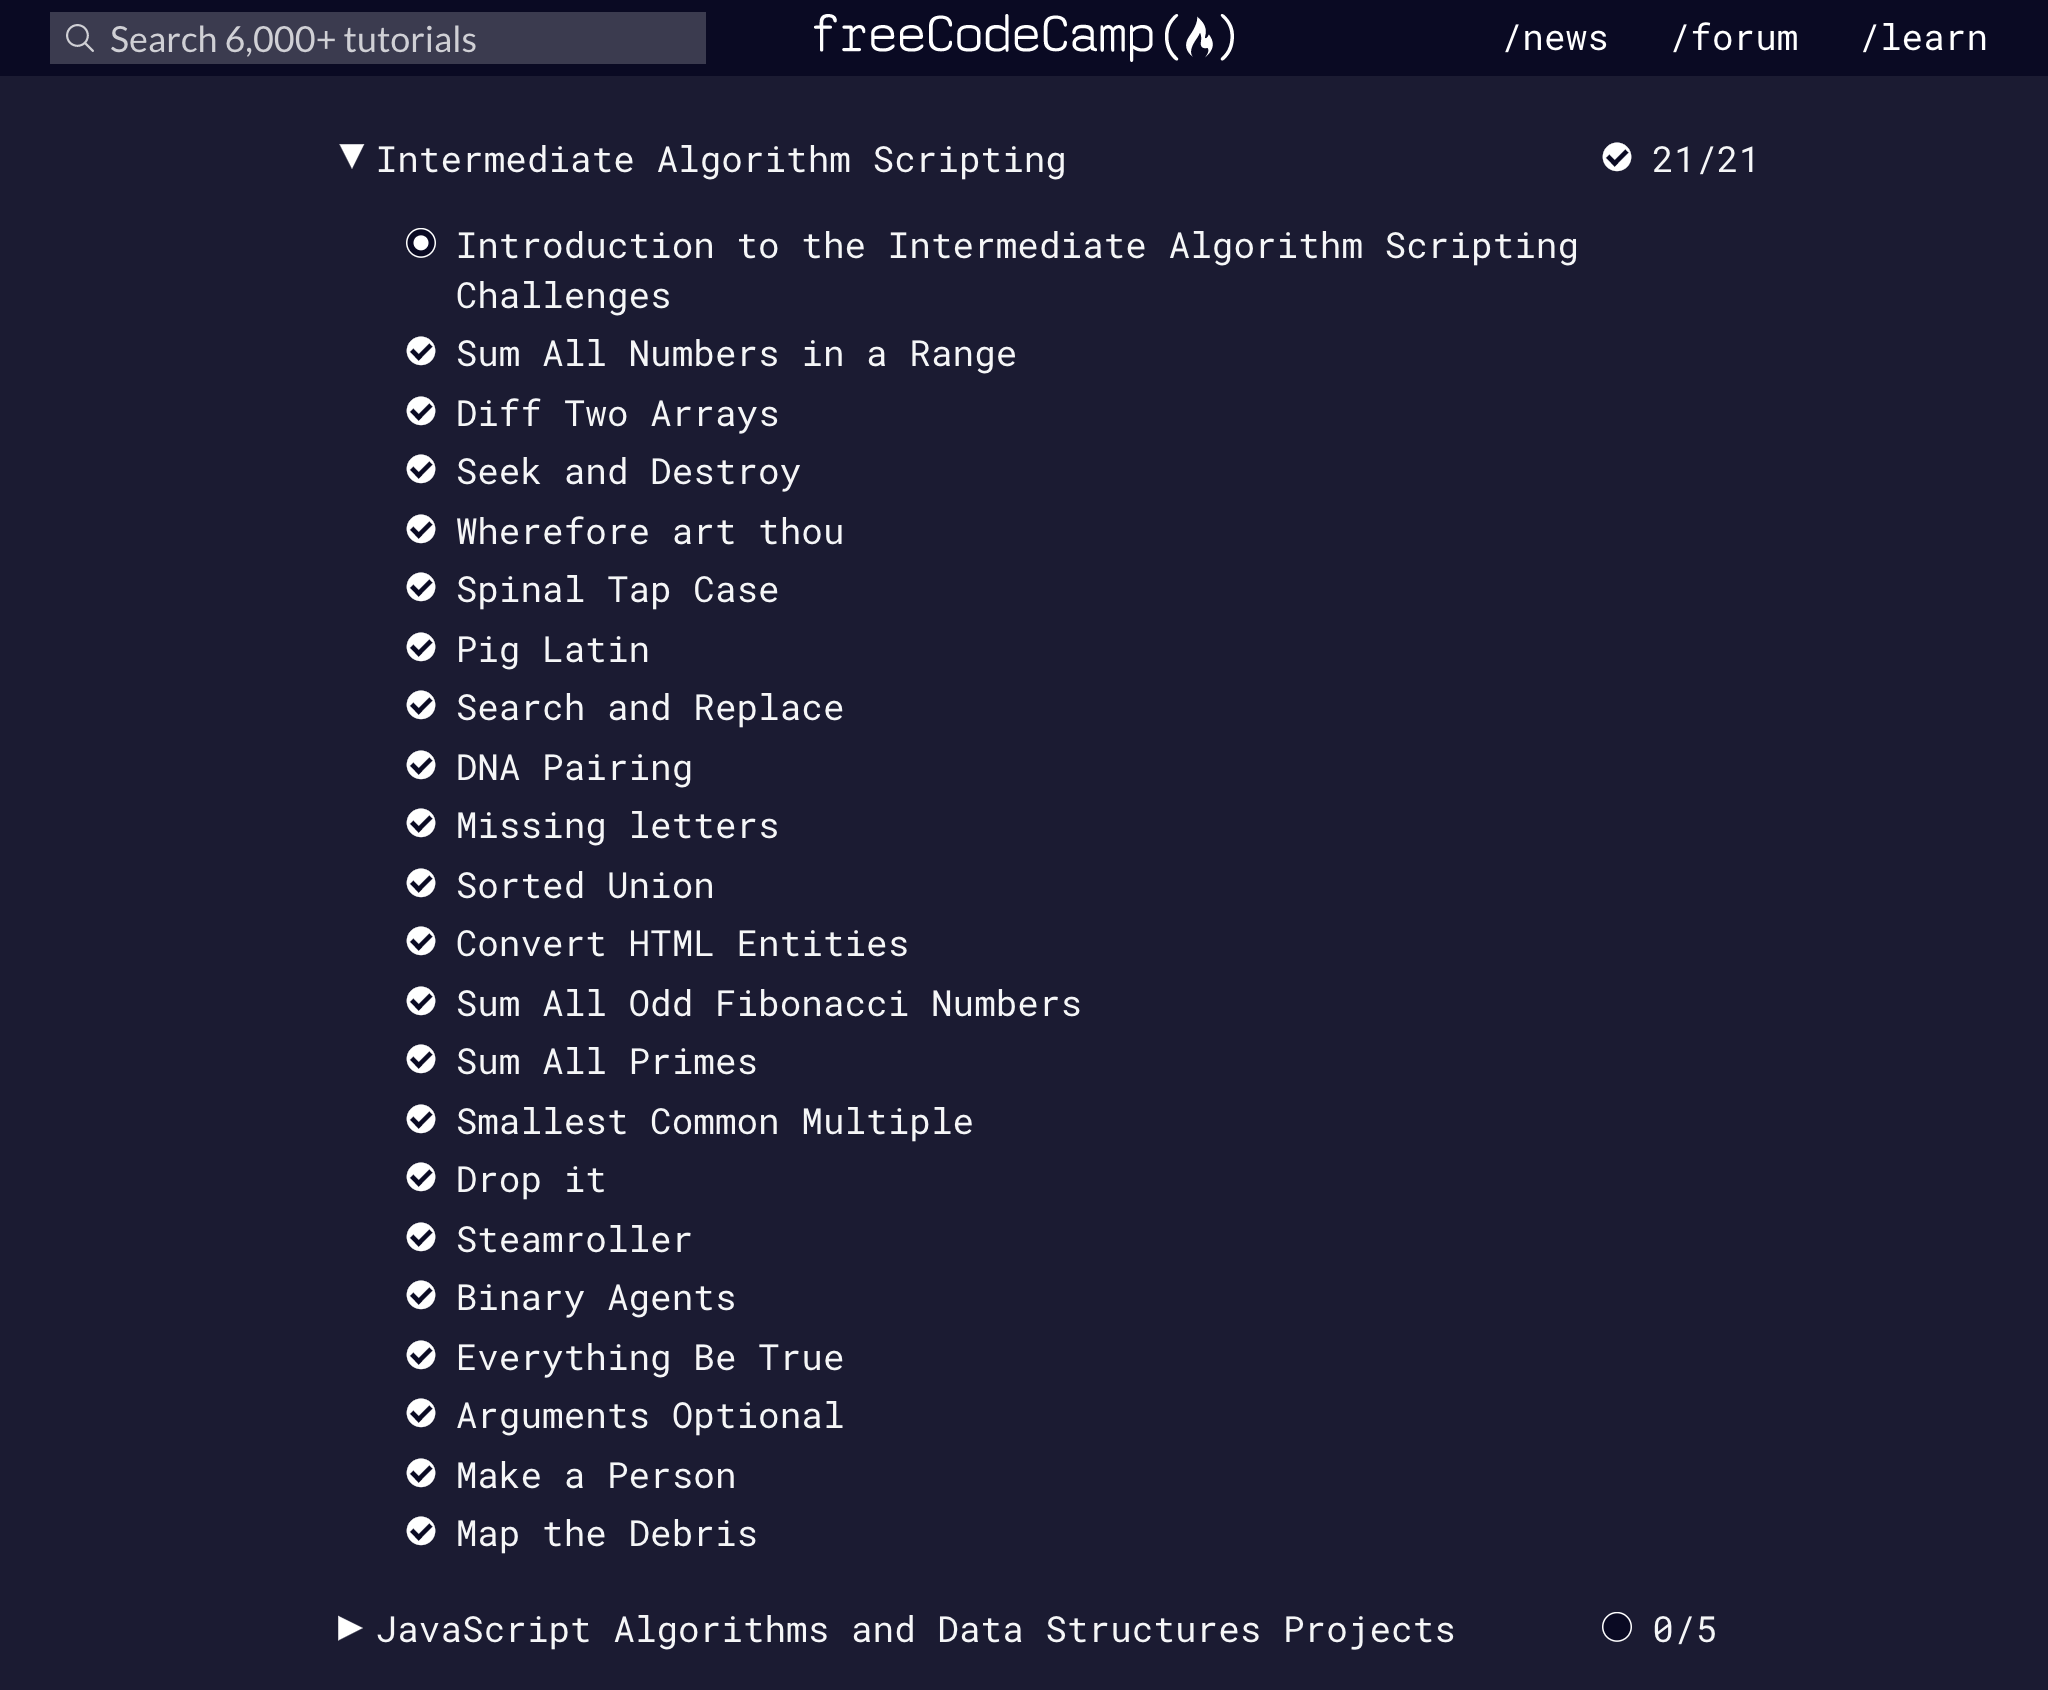 Search 6,000+ tutorials
freeCodeCamp
/news
/forum
/learn
Intermediate Algorithm Scripting
21/21
Introduction to the Intermediate Algorithm Scripting
Challenges
Sum All Numbers in a Range
Diff Two Arrays
Seek and Destroy
Wherefore art thou
Spinal Tap Case
Pig Latin
Search and Replace
DNA Pairing
Missing letters
Sorted Union
Convert HTML Entities
Sum All Odd Fibonacci Numbers
Sum All Primes
Smallest Common Multiple
Drop it
Steamroller
Binary Agents
Everything Be True
Arguments Optional
Make a Person
Map the Debris
JavaScript Algorithms and Data Structures Projects
0/5